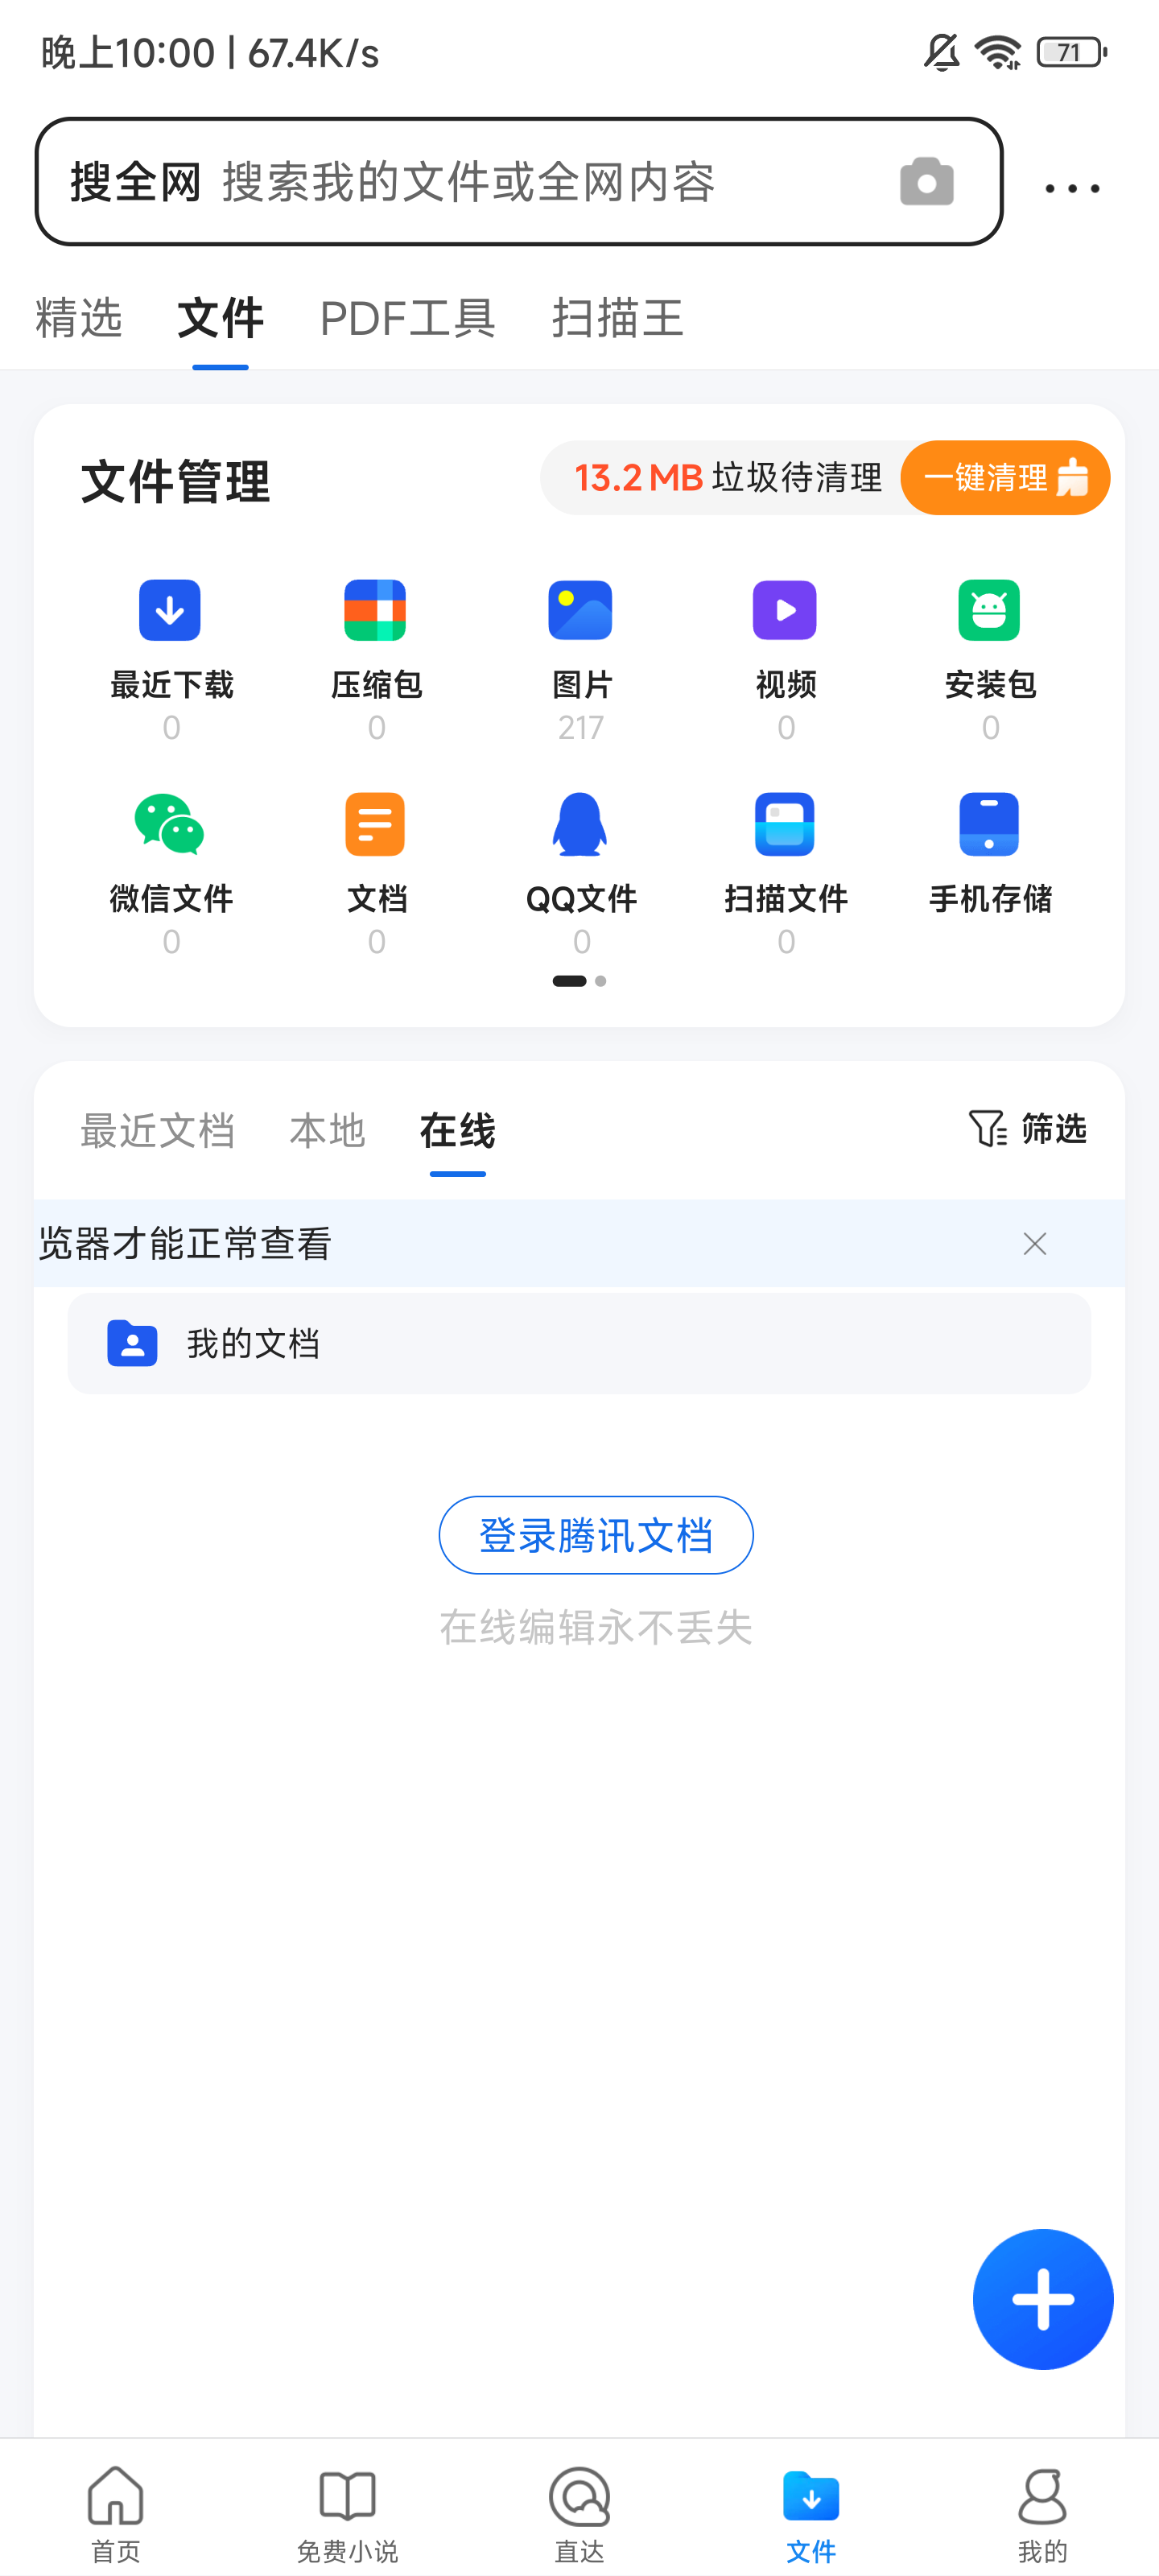 晚上10:00 | 67.4K/s
71
搜全网 搜索我的文件或全网内容
精选 文件 PDF工具 扫描王
文件管理
13.2 MB 垃圾待清理 一键清理
最近下载 压缩包 图片 视频 安装包
0 0 217 0 0
微信文件 文档 QQ文件 扫描文件 手机存储
0 0 0 0
最近文档 本地 在线 筛选
览器才能正常查看
我的文档
登录腾讯文档
在线编辑永不丢失
首页 免费小说 直达 文件 我的